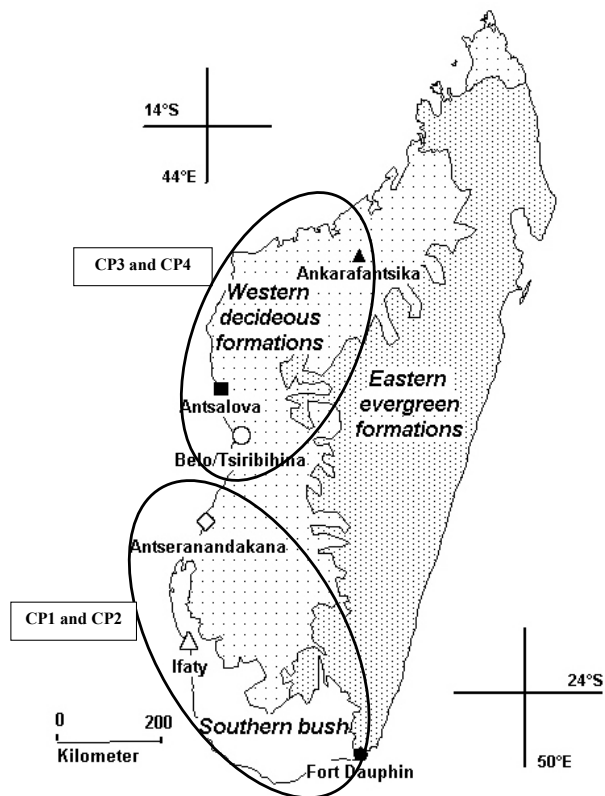 14°S
44°E
CP3 and CP4
Ankarafantsika
Western
decideous
formations
Eastern
evergreen
formations
Antsalova
Belo/Tsiribihina
Antseranandakana
CP1 and CP2
Ifaty
24°S
0 200
Kilometer
Southern bush
50°E
Fort Dauphin